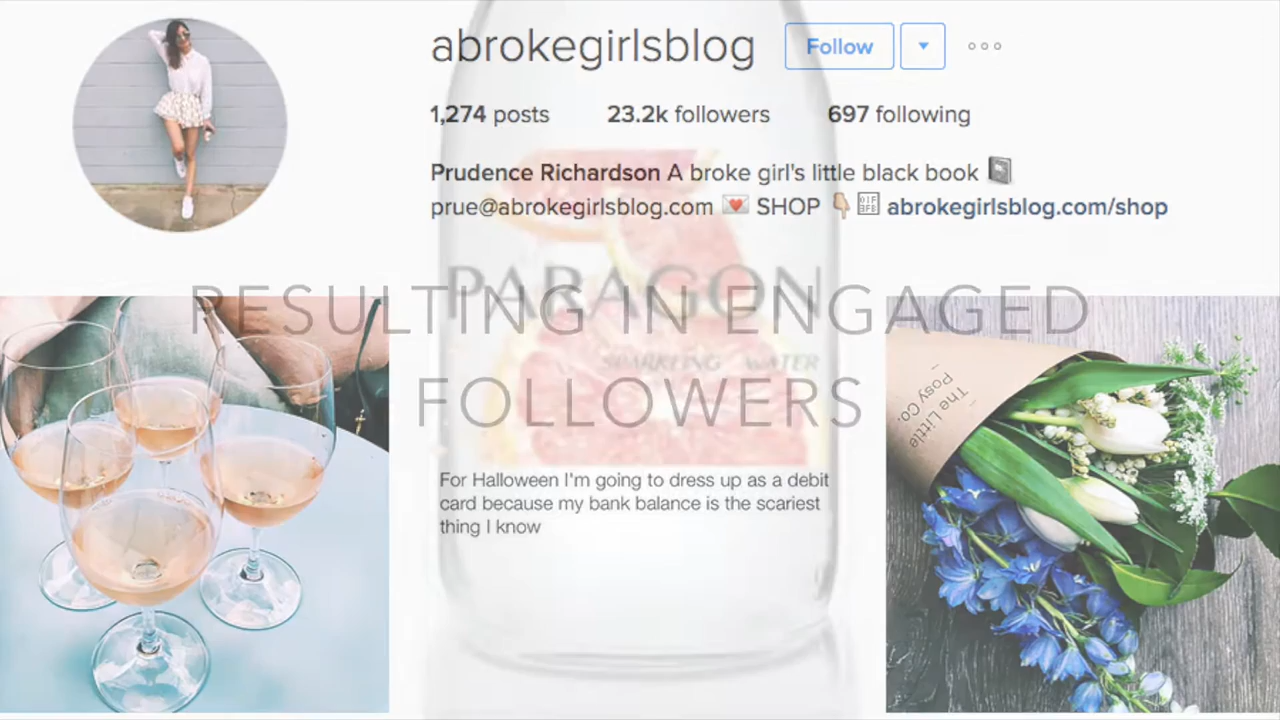 abrokegirlsblog Follow
1,274 posts 23.2k followers 697 following
Prudence Richardson A broke girl's little black book
prue@abrokegirlsblog.com SHOP abrokegirlsblog.com/shop
PARAGON
RESULTING IN ENGAGED
SPARKLING WATER
FOLLOWERS
The Little
Posy Co.
For Halloween I'm going to dress up as a debit
card because my bank balance is the scariest
thing I know